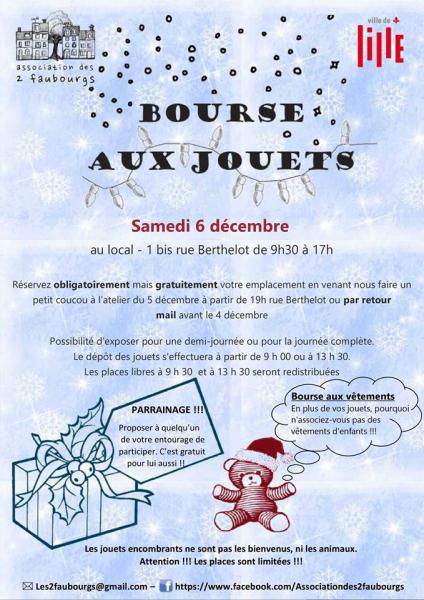 association des
2 faubourgs
ville de
lille
BOURSE
AUX JOUETS
Samedi 6 décembre
au local - 1 bis rue Berthelot de 9h30 à 17h
Réservez obligatoirement mais gratuitement votre emplacement en venant nous faire un
petit coucou à l'atelier du 5 décembre à partir de 19h rue Berthelot ou par retour
mail avant le 4 décembre
Possibilité d'exposer pour une demi-journée ou pour la journée complète.
Le dépôt des jouets s'effectuera à partir de 9 h 00 ou à 13 h 30.
Les places libres à 9 h 30 et à 13 h 30 seront redistribuées
PARRAINAGE !!!
Proposer à quelqu'un
de votre entourage de
participer. C'est gratuit
pour lui aussi !!
Bourse aux vêtements
En plus de vos jouets, pourquoi
n'associez-vous pas des
vêtements d'enfants !!!
Les jouets encombrants ne sont pas les bienvenus, ni les animaux.
Attention !!! Les places sont limitées !!!
Les2faubourgs@gmail.com – f https://www.facebook.com/Associationdes2faubourgs